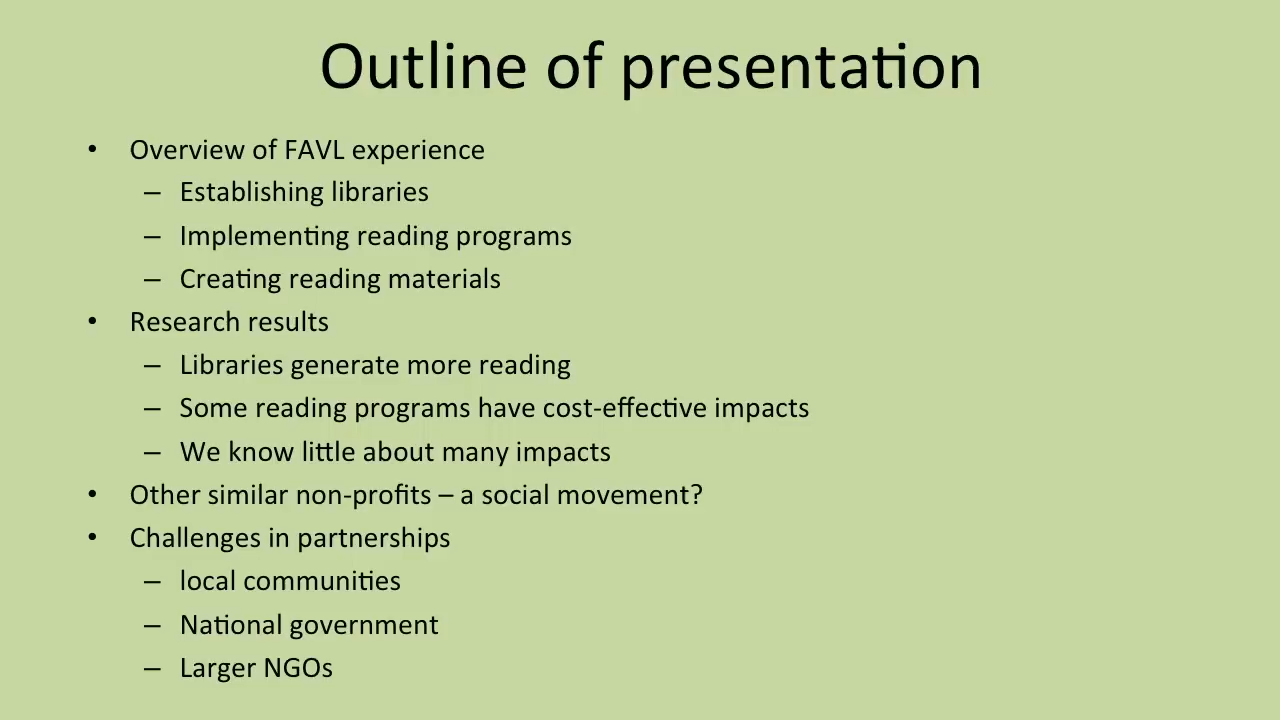 Outline of presentation
• Overview of FAVL experience
– Establishing libraries
– Implementing reading programs
– Creating reading materials
• Research results
– Libraries generate more reading
– Some reading programs have cost-effective impacts
– We know little about many impacts
• Other similar non-profits – a social movement?
• Challenges in partnerships
– local communities
– National government
– Larger NGOs